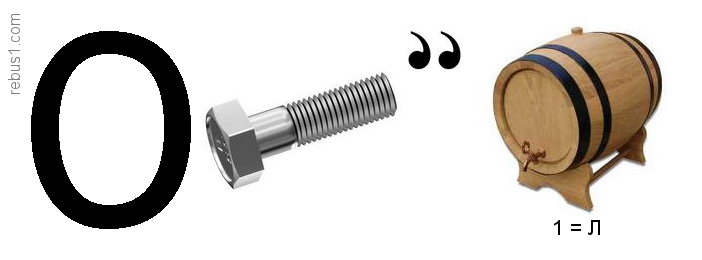 rebus1.com
О
,,
1 = Л